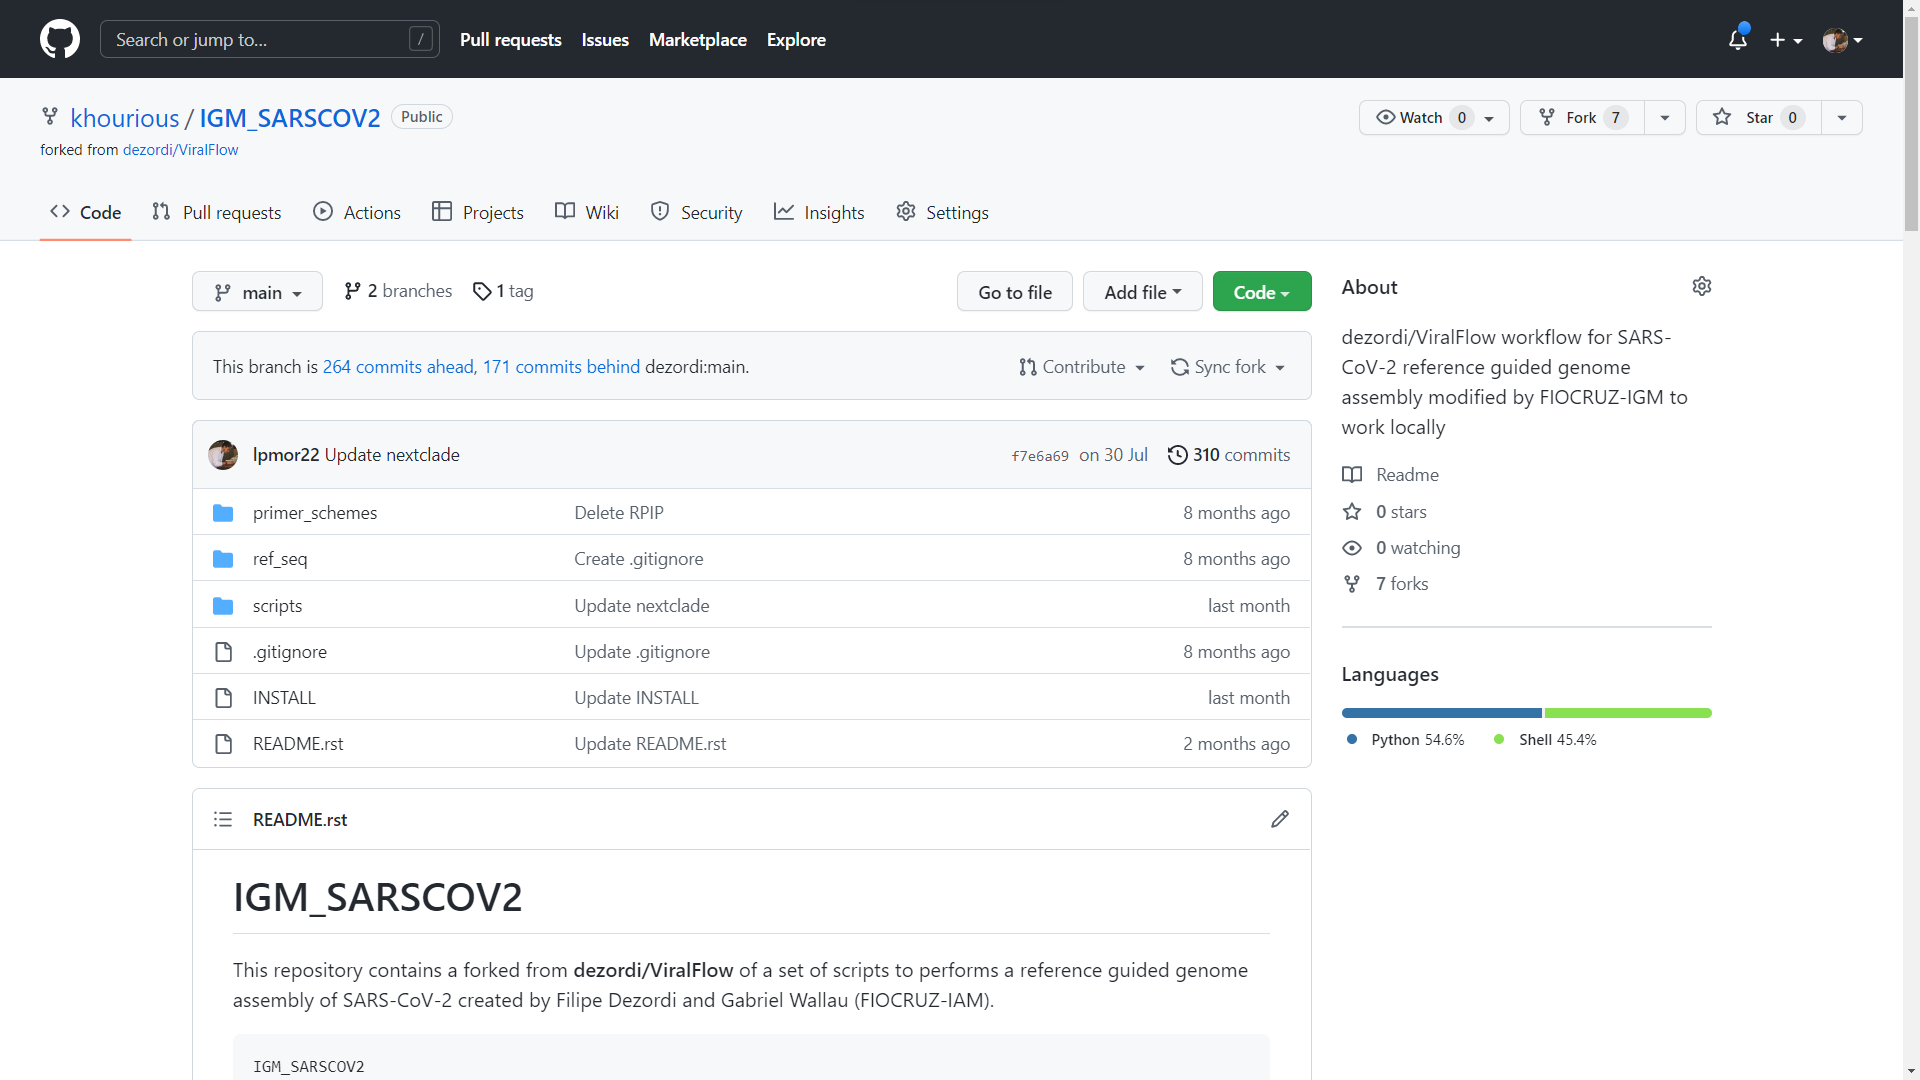 Search or jump to... /
Pull requests Issues Marketplace Explore
khourious / IGM_SARSCOV2 Public
Watch 0 Fork 7 Star 0
forked from dezordi/ViralFlow
Code Pull requests Actions Projects Wiki Security Insights Settings
main 2 branches 1 tag Go to file Add file Code
This branch is 264 commits ahead, 171 commits behind dezordi:main. Contribute Sync fork
lpmor22 Update nextclade f7e6a69 on 30 Jul 310 commits
primer_schemes Delete RPIP 8 months ago
ref_seq Create .gitignore 8 months ago
scripts Update nextclade last month
.gitignore Update .gitignore 8 months ago
INSTALL Update INSTALL last month
README.rst Update README.rst 2 months ago
README.rst
IGM_SARSCOV2
This repository contains a forked from dezordi/ViralFlow of a set of scripts to performs a reference guided genome
assembly of SARS-CoV-2 created by Filipe Dezordi and Gabriel Wallau (FIOCRUZ-IAM).
IGM_SARSCOV2
About
dezordi/ViralFlow workflow for SARS-
CoV-2 reference guided genome
assembly modified by FIOCRUZ-IGM to
work locally
Readme
0 stars
0 watching
7 forks
Languages
Python 54.6% Shell 45.4%